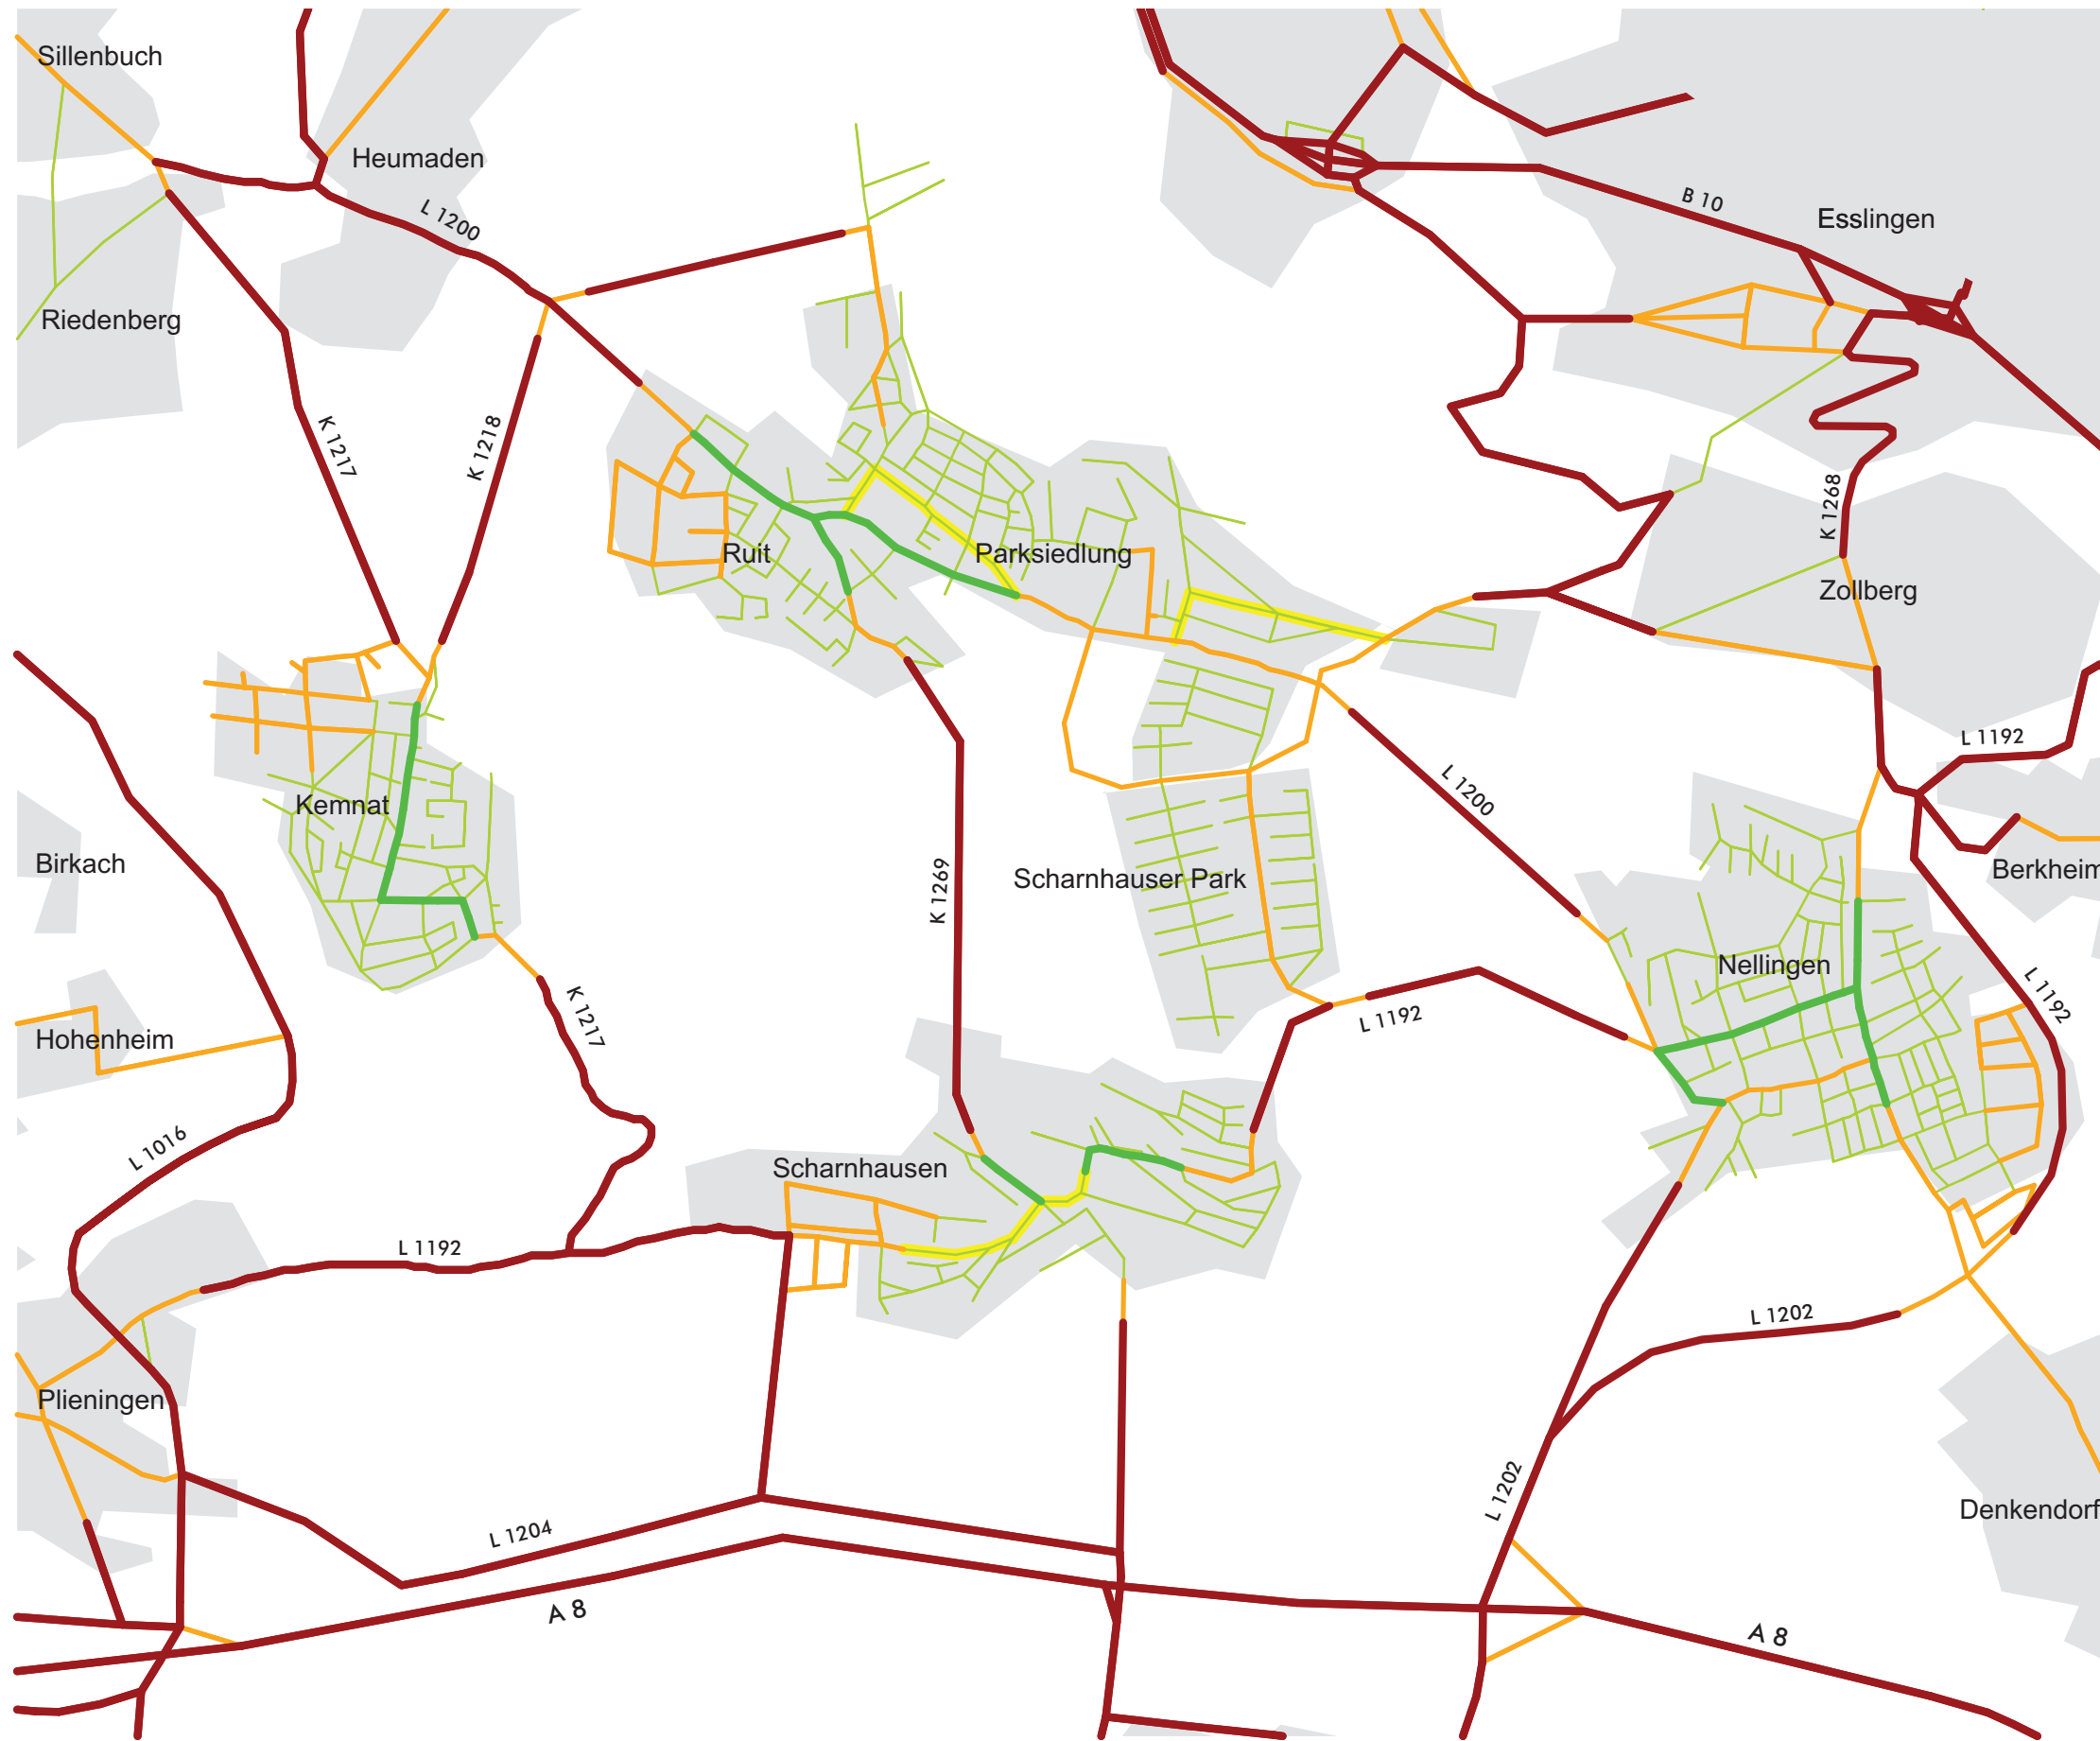 Sillenbuch
Heumaden
L 1200
B 10
Esslingen
Riedenberg
K 1217
K 1218
K 1268
Ruit
Parksiedlung
Zollberg
L 1192
L 1200
Kemnat
Birkach
K 1269
Scharnhauser Park
Berkheim
Nellingen
L 1192
K 1217
L 1192
Hohenheim
L 1016
Scharnhausen
L 1192
L 1202
Plieningen
L 1202
Denkendorf
L 1204
A 8
A 8